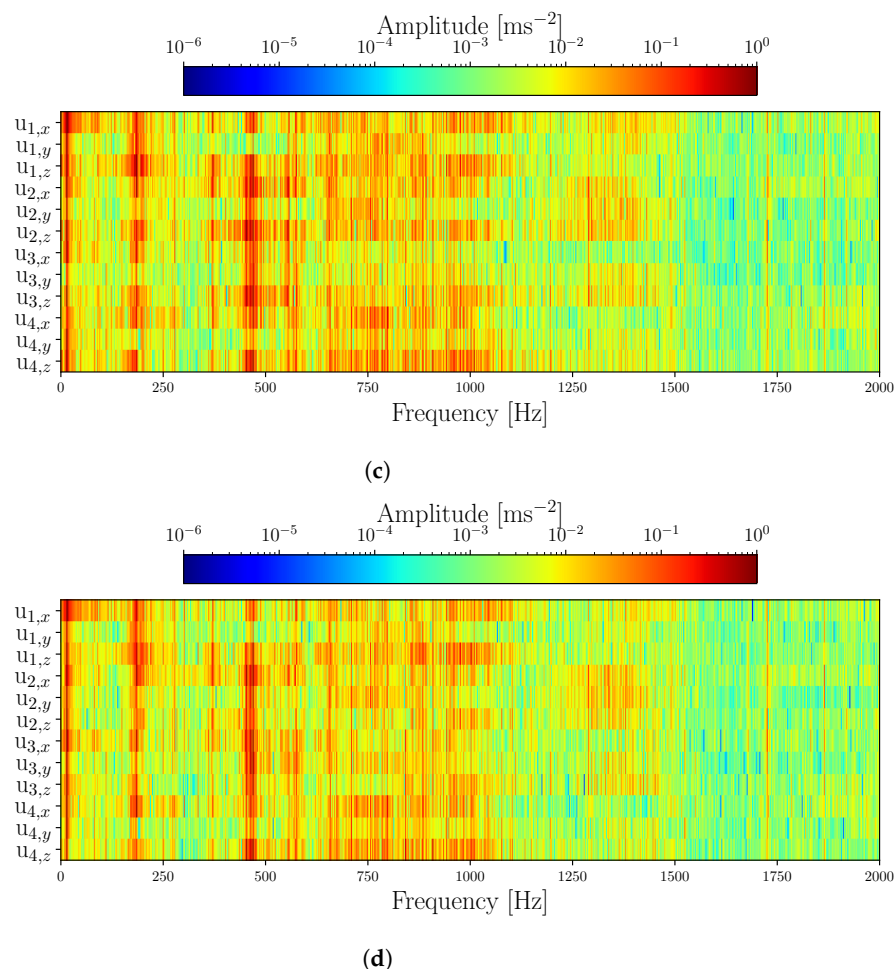 Amplitude [ms⁻²]
10⁻⁶ 10⁻⁵ 10⁻⁴ 10⁻³ 10⁻² 10⁻¹ 10⁰
u₁,ₓ
u₁,y
u₁,z
u₂,ₓ
u₂,y
u₂,z
u₃,ₓ
u₃,y
u₃,z
u₄,ₓ
u₄,y
u₄,z
0 250 500 750 1000 1250 1500 1750 2000
Frequency [Hz]
(c)
Amplitude [ms⁻²]
10⁻⁶ 10⁻⁵ 10⁻⁴ 10⁻³ 10⁻² 10⁻¹ 10⁰
u₁,ₓ
u₁,y
u₁,z
u₂,ₓ
u₂,y
u₂,z
u₃,ₓ
u₃,y
u₃,z
u₄,ₓ
u₄,y
u₄,z
0 250 500 750 1000 1250 1500 1750 2000
Frequency [Hz]
(d)